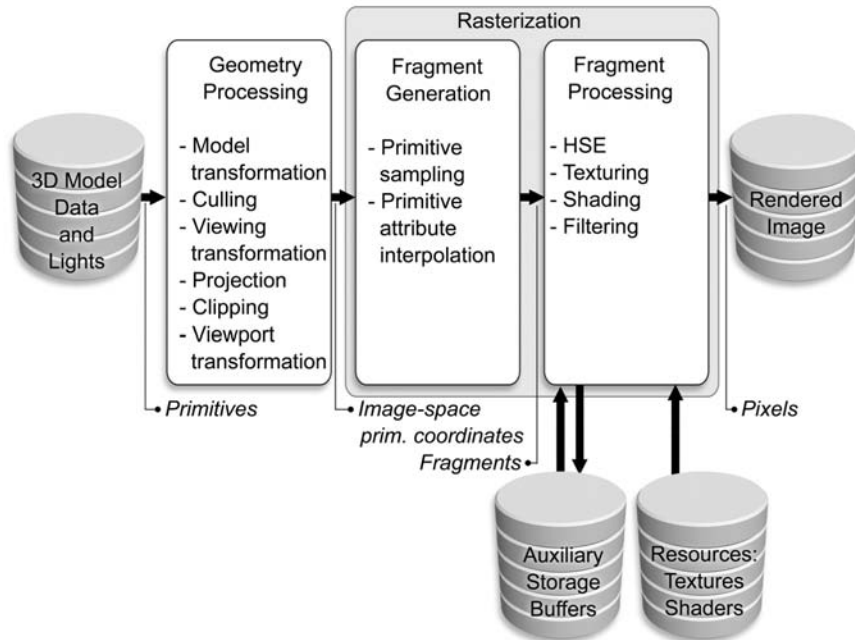 Rasterization
Geometry
Processing
- Model
transformation
- Culling
- Viewing
transformation
- Projection
- Clipping
- Viewport
transformation
Fragment
Generation
- Primitive
sampling
- Primitive
attribute
interpolation
Fragment
Processing
- HSE
- Texturing
- Shading
- Filtering
3D Model
Data
and
Lights
Rendered
Image
Primitives
Image-space
prim. coordinates
Fragments
Pixels
Auxiliary
Storage
Buffers
Resources:
Textures
Shaders